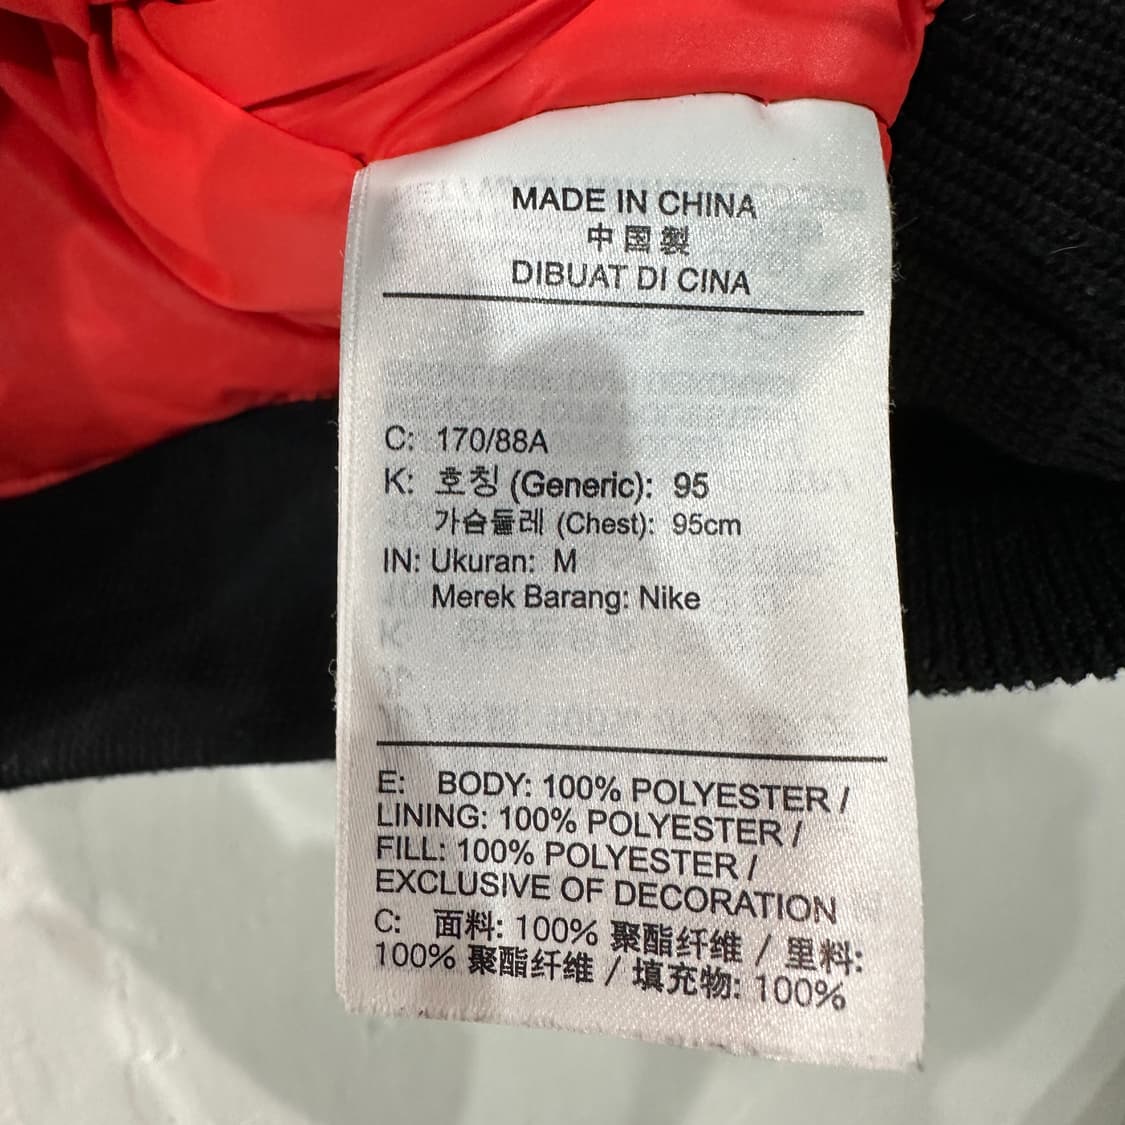 MADE IN CHINA
中国製
DIBUAT DI CINA
C: 170/88A
K: 호칭 (Generic): 95
가슴둘레 (Chest): 95cm
IN: Ukuran: M
Merek Barang: Nike
E: BODY: 100% POLYESTER /
LINING: 100% POLYESTER /
FILL: 100% POLYESTER /
EXCLUSIVE OF DECORATION
C: 面料: 100% 聚酯纤维 / 里料:
100% 聚酯纤维 / 填充物: 100%